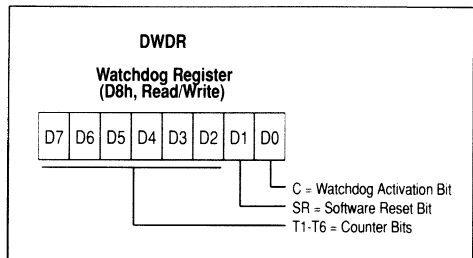 DWDR
Watchdog Register
(D8h, Read/Write)
D7 D6 D5 D4 D3 D2 D1 D0
C = Watchdog Activation Bit
SR = Software Reset Bit
T1-T6 = Counter Bits